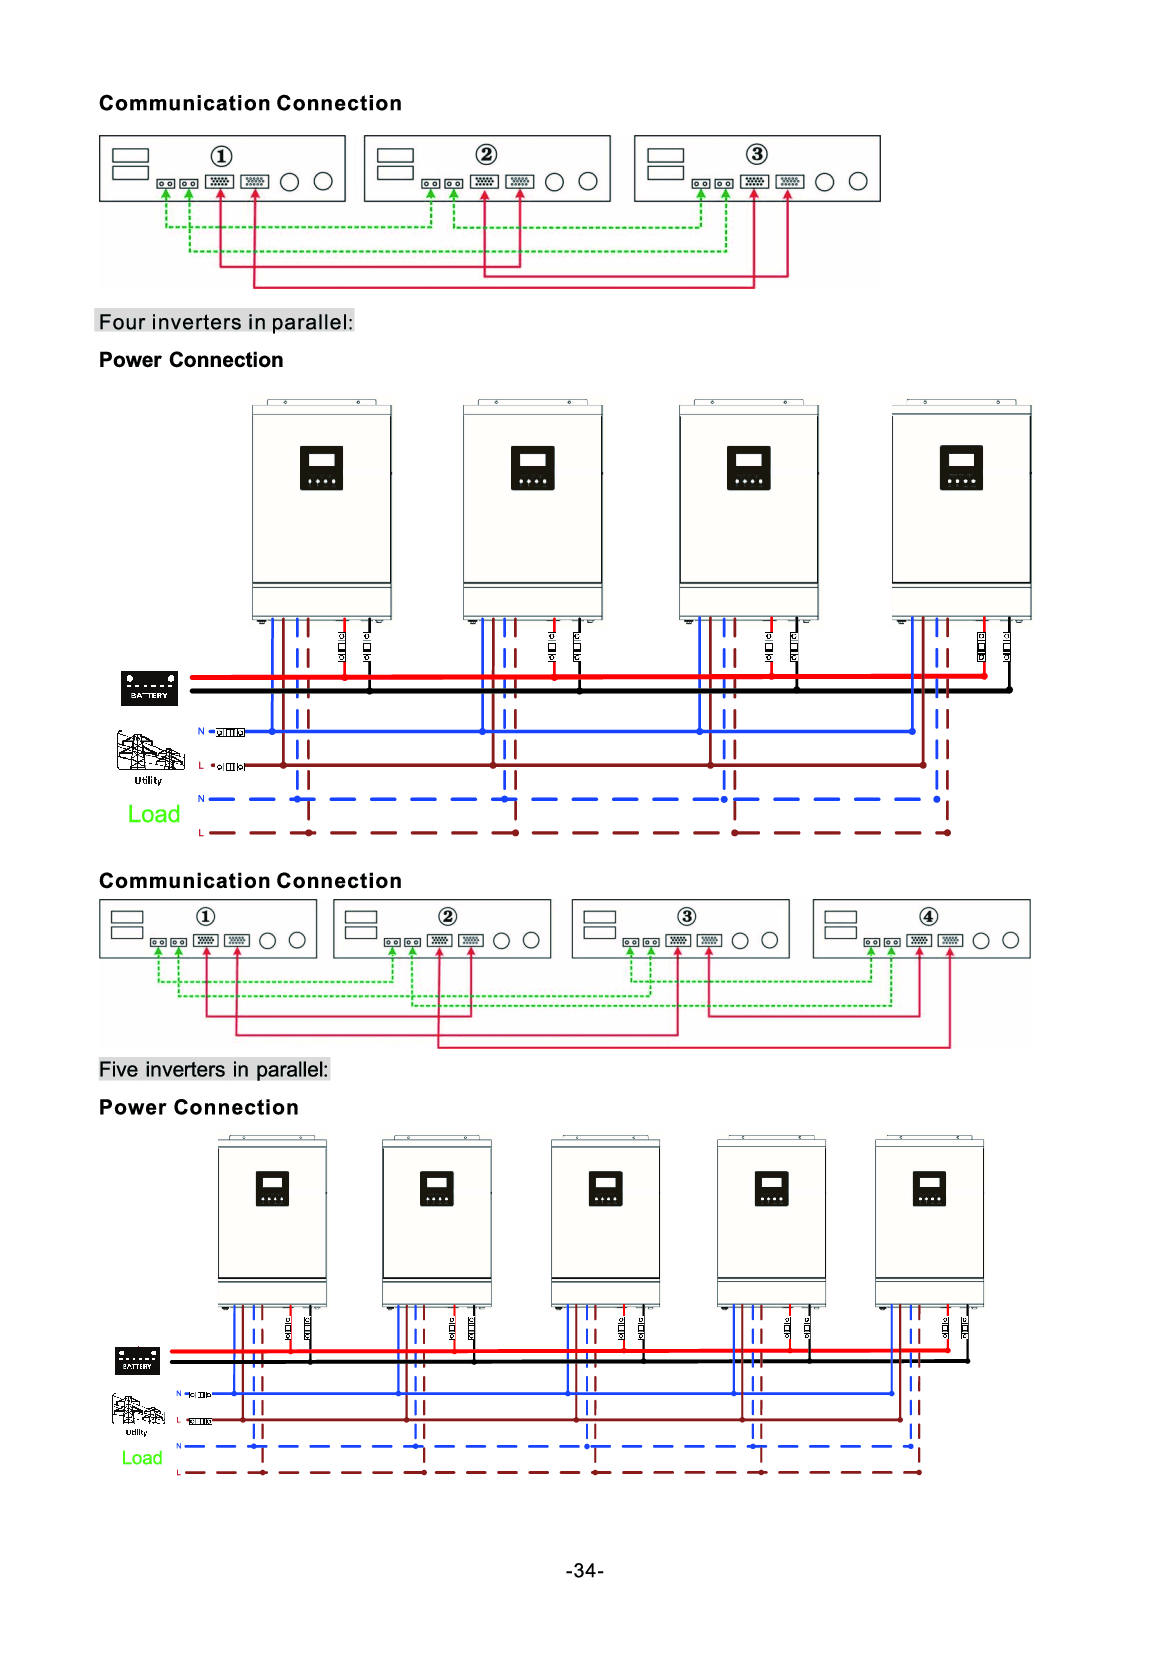 Communication Connection
① ② ③
Four inverters in parallel:
Power Connection
BATTERY
N
L
Utility
N
Load
L
Communication Connection
① ② ③ ④
Five inverters in parallel:
Power Connection
BATTERY
N
L
Utility
N
Load
L
-34-